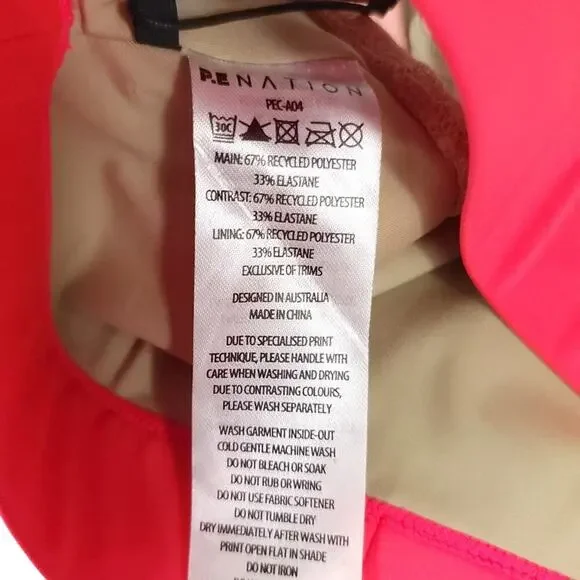 P.E NATION
PEC-A04
30C
MAIN: 67% RECYCLED POLYESTER
33% ELASTANE
CONTRAST: 67% RECYCLED POLYESTER
33% ELASTANE
LINING: 67% RECYCLED POLYESTER
33% ELASTANE
EXCLUSIVE OF TRIMS
DESIGNED IN AUSTRALIA
MADE IN CHINA
DUE TO SPECIALISED PRINT
TECHNIQUE, PLEASE HANDLE WITH
CARE WHEN WASHING AND DRYING
DUE TO CONTRASTING COLOURS,
PLEASE WASH SEPARATELY
WASH GARMENT INSIDE-OUT
COLD GENTLE MACHINE WASH
DO NOT BLEACH OR SOAK
DO NOT RUB OR WRING
DO NOT USE FABRIC SOFTENER
DO NOT TUMBLE DRY
DRY IMMEDIATELY AFTER WASH WITH
PRINT OPEN FLAT IN SHADE
DO NOT IRON